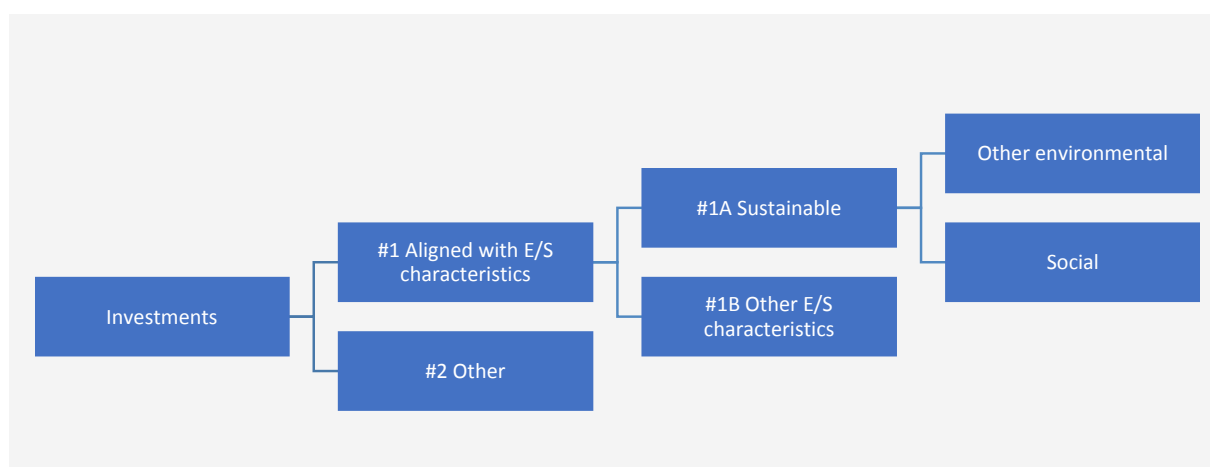 Investments
#1 Aligned with E/S
characteristics
#2 Other
#1A Sustainable
#1B Other E/S
characteristics
Other environmental
Social